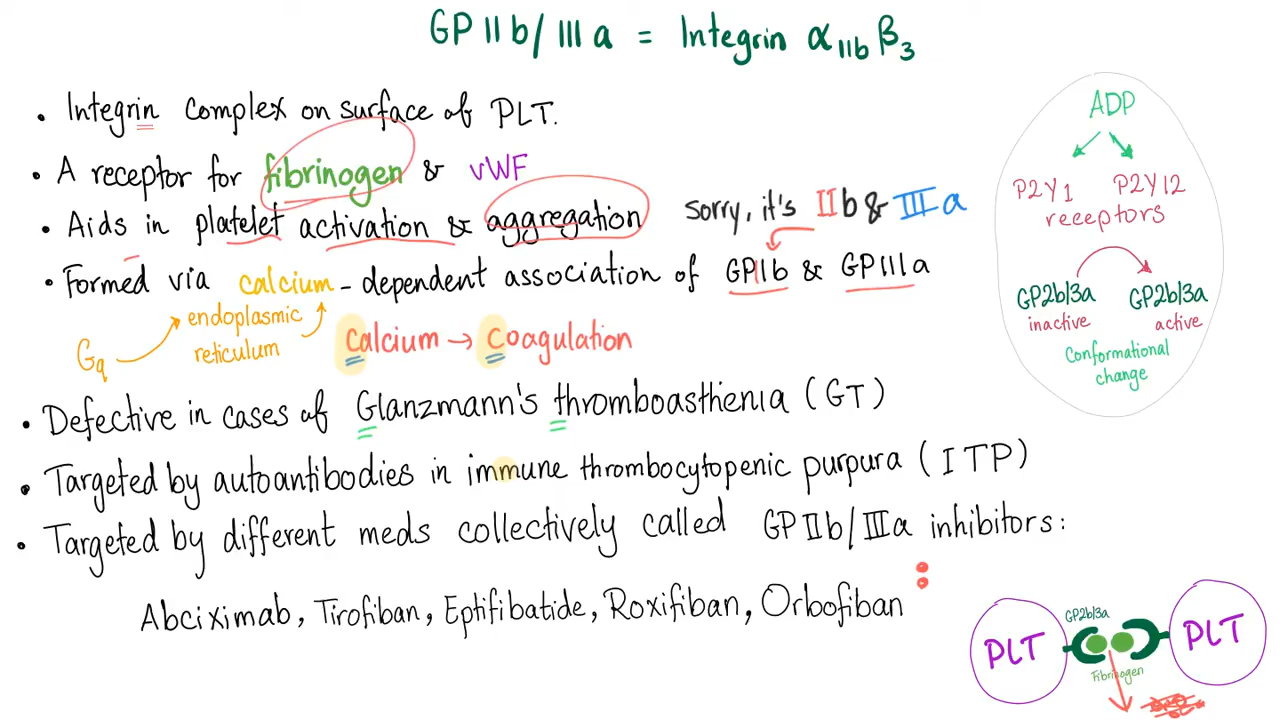 GP IIb/IIIa = Integrin αIIb β3
• Integrin complex on surface of PLT.
• A receptor for fibrinogen & vWF
• Aids in platelet activation & aggregation
sorry, it's IIb & IIIa
• Formed via calcium-dependent association of GPIIb & GPIIIa
Gq
endoplasmic
reticulum
Calcium → Coagulation
• Defective in cases of Glanzmann's thromboasthenia (GT)
• Targeted by autoantibodies in immune thrombocytopenic purpura (ITP)
• Targeted by different meds collectively called GPIIb/IIIa inhibitors:
Abciximab, Tirofiban, Eptifibatide, Roxifiban, Orbofiban
ADP
P2Y1 P2Y12
receptors
GP2b/3a GP2b/3a
inactive active
Conformational
change
GP2b/3a
PLT PLT
Fibrinogen